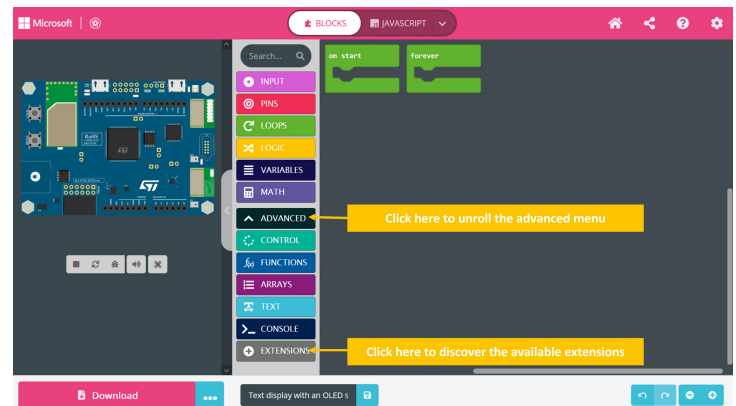 Microsoft
BLOCKS
JAVASCRIPT
Search...
on start
forever
INPUT
PINS
LOOPS
LOGIC
VARIABLES
MATH
ADVANCED
Click here to unroll the advanced menu
CONTROL
FUNCTIONS
ARRAYS
TEXT
CONSOLE
EXTENSIONS
Click here to discover the available extensions
Download
Text display with an OLED s
RoHS